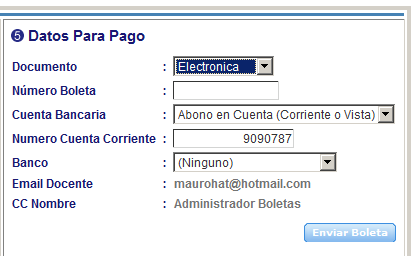 5 Datos Para Pago
Documento : Electronica
Número Boleta :
Cuenta Bancaria : Abono en Cuenta (Corriente o Vista)
Numero Cuenta Corriente : 9090787
Banco : (Ninguno)
Email Docente : maurohat@hotmail.com
CC Nombre : Administrador Boletas
Enviar Boleta